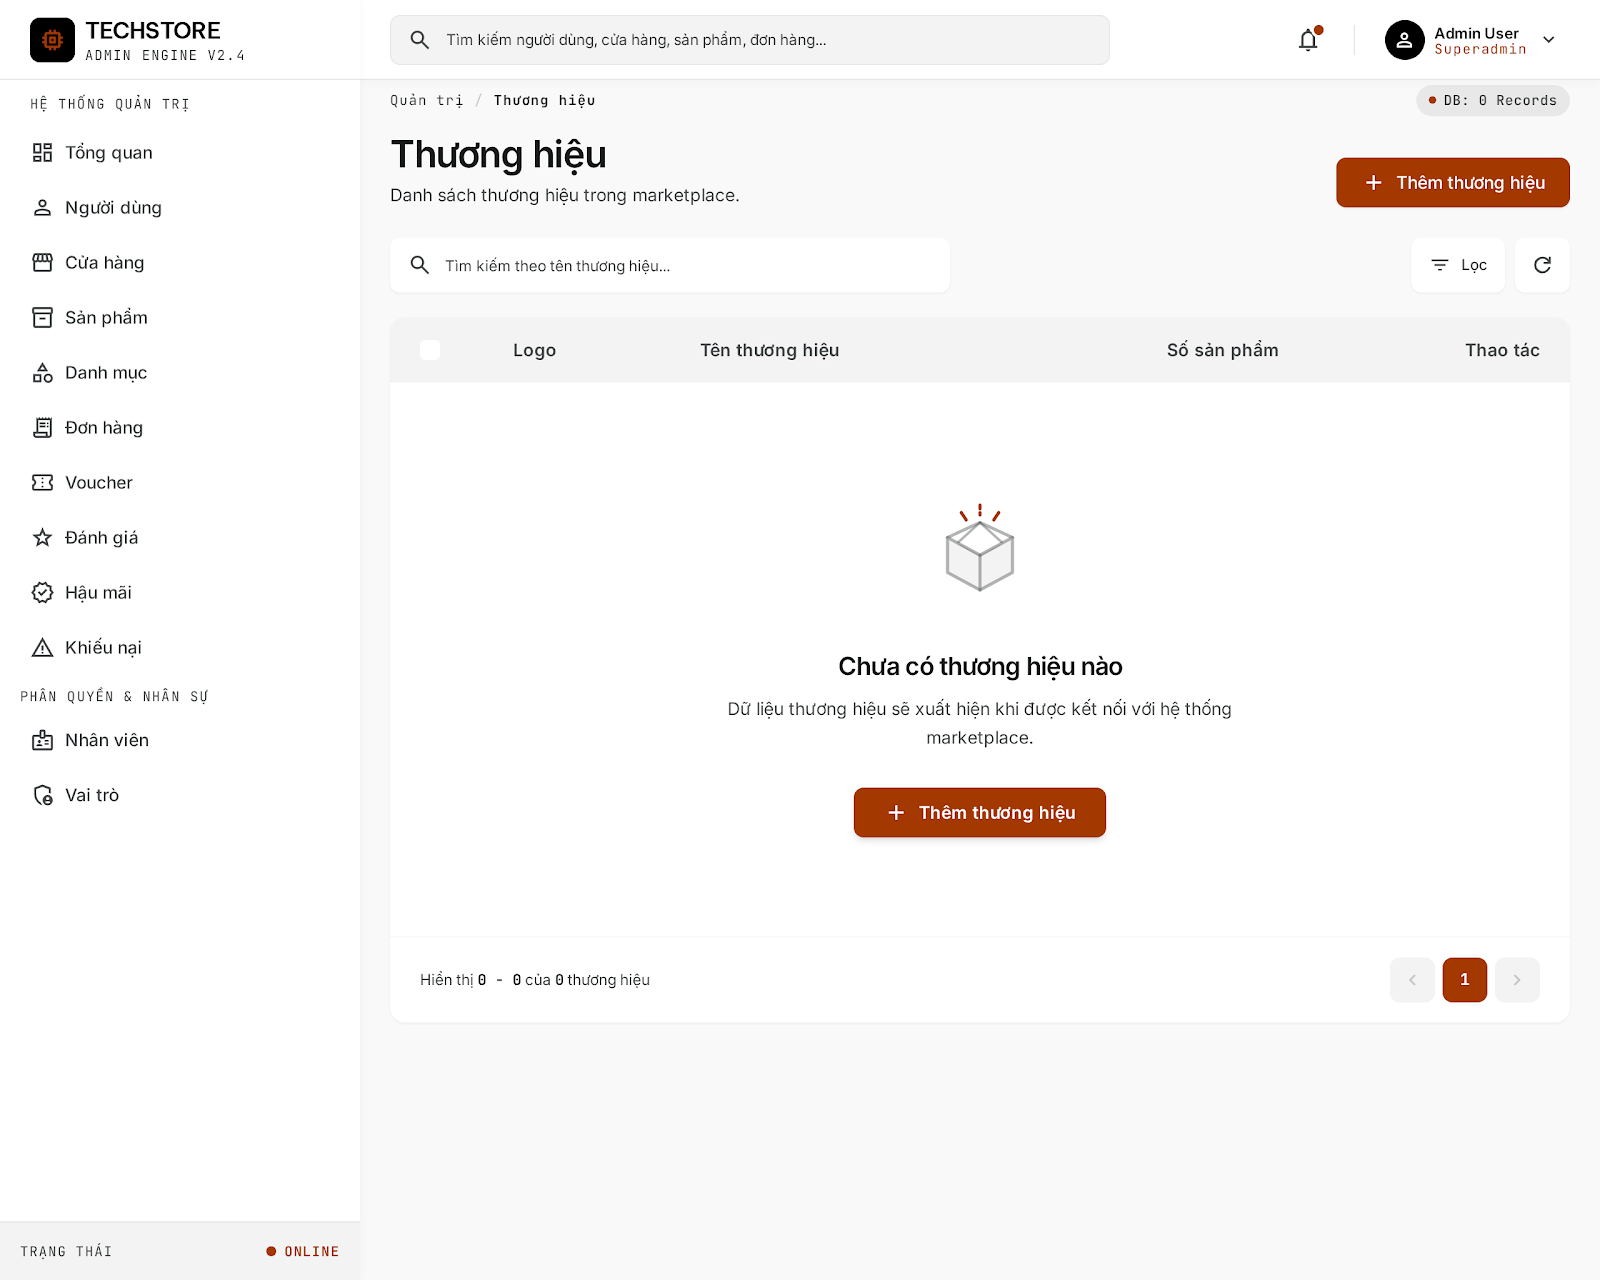 TECHSTORE
ADMIN ENGINE V2.4
Tìm kiếm người dùng, cửa hàng, sản phẩm, đơn hàng...
Admin User
Superadmin
HỆ THỐNG QUẢN TRỊ
Tổng quan
Người dùng
Cửa hàng
Sản phẩm
Danh mục
Đơn hàng
Voucher
Đánh giá
Hậu mãi
Khiếu nại
PHÂN QUYỀN & NHÂN SỰ
Nhân viên
Vai trò
TRẠNG THÁI
ONLINE
Quản trị / Thương hiệu
DB: 0 Records
Thương hiệu
Danh sách thương hiệu trong marketplace.
Thêm thương hiệu
Tìm kiếm theo tên thương hiệu...
Lọc
Logo Tên thương hiệu Số sản phẩm Thao tác
Chưa có thương hiệu nào
Dữ liệu thương hiệu sẽ xuất hiện khi được kết nối với hệ thống
marketplace.
Thêm thương hiệu
Hiển thị 0 - 0 của 0 thương hiệu
1